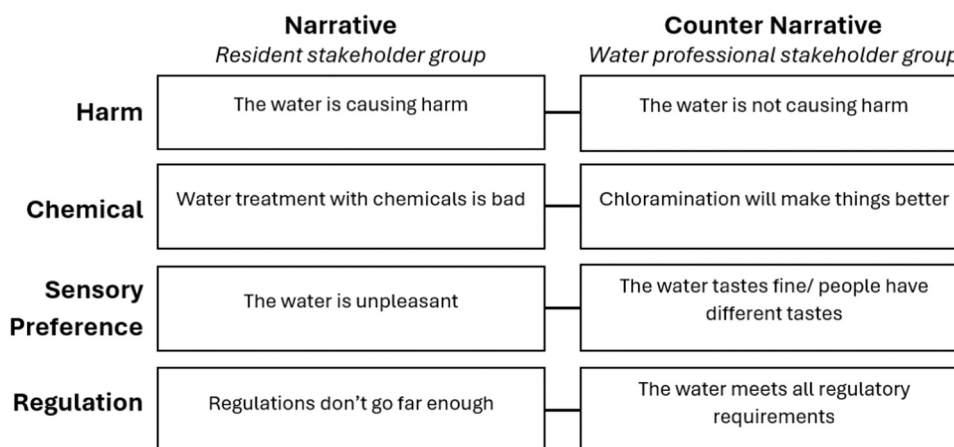 Narrative
Resident stakeholder group
Counter Narrative
Water professional stakeholder group
Harm
The water is causing harm
The water is not causing harm
Chemical
Water treatment with chemicals is bad
Chloramination will make things better
Sensory
Preference
The water is unpleasant
The water tastes fine/ people have
different tastes
Regulation
Regulations don’t go far enough
The water meets all regulatory
requirements